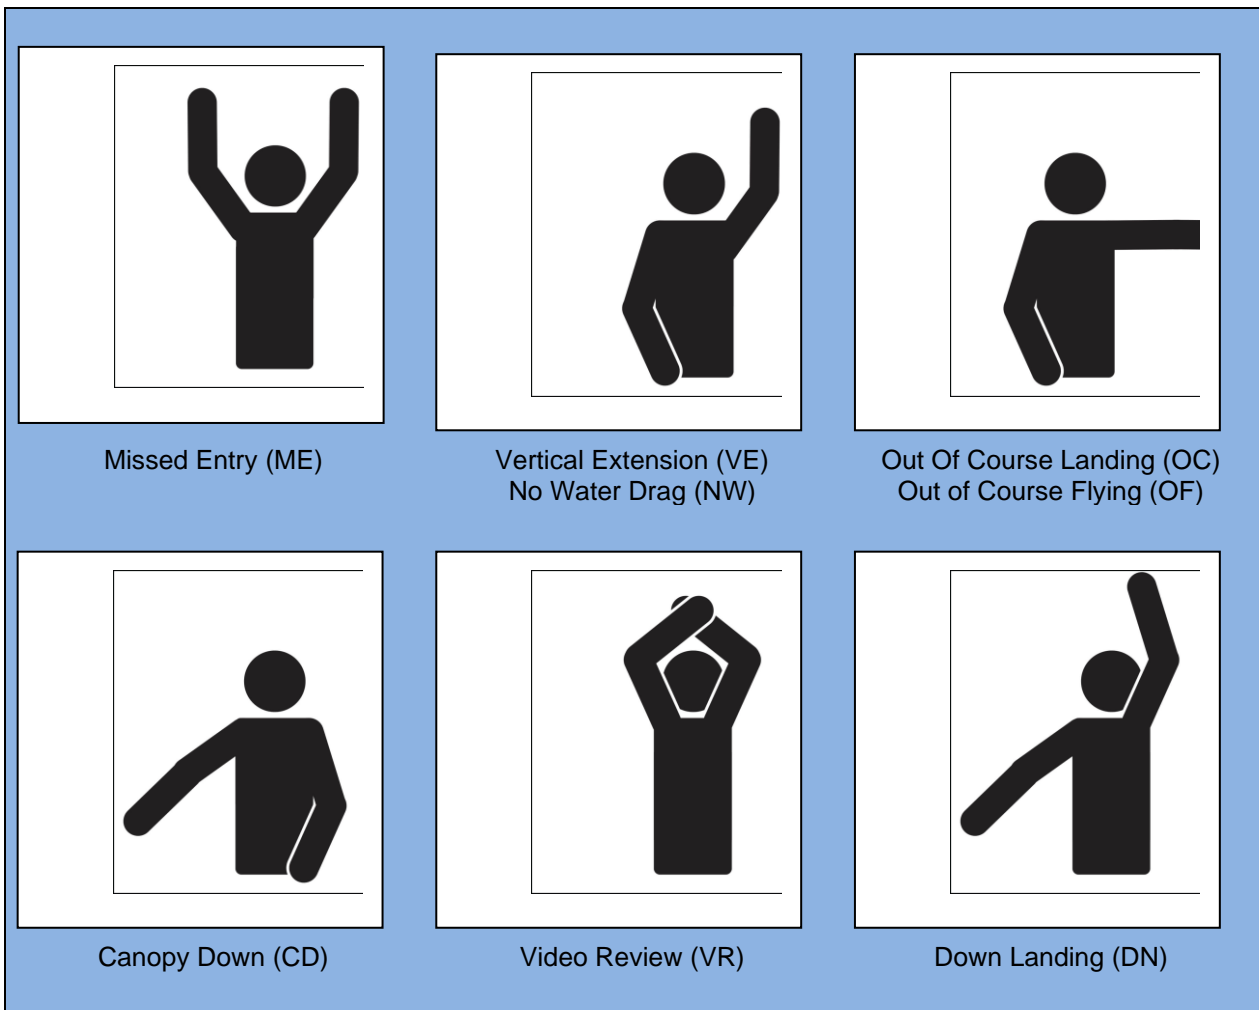 Missed Entry (ME)
Vertical Extension (VE)
No Water Drag (NW)
Out Of Course Landing (OC)
Out of Course Flying (OF)
Canopy Down (CD)
Video Review (VR)
Down Landing (DN)